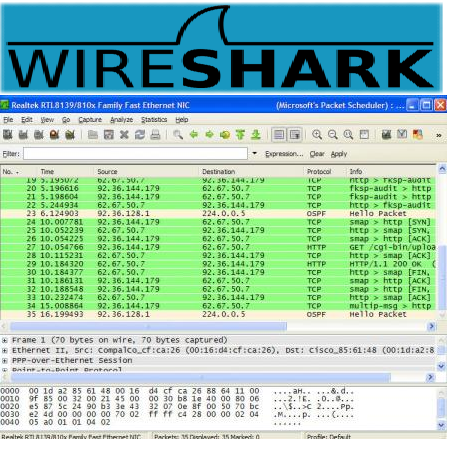 WIRESHARK
Realtek RTL8139/810x Family Fast Ethernet NIC (Microsoft's Packet Scheduler) : ...
File Edit View Go Capture Analyze Statistics Help
Filter: Expression... Clear Apply
No. - Time Source Destination Protocol Info
19 5.195072 62.67.50.7 92.36.144.179 TCP http > fksp-audit
20 5.196616 92.36.144.179 62.67.50.7 TCP fksp-audit > http
21 5.198604 92.36.144.179 62.67.50.7 TCP fksp-audit > http
22 5.244934 62.67.50.7 92.36.144.179 TCP http > fksp-audit
23 6.124903 92.36.128.1 224.0.0.5 OSPF Hello Packet
24 10.007781 92.36.144.179 62.67.50.7 TCP smap > http [SYN]
25 10.052239 62.67.50.7 92.36.144.179 TCP http > smap [SYN,
26 10.054225 92.36.144.179 62.67.50.7 TCP smap > http [ACK]
27 10.054766 92.36.144.179 62.67.50.7 HTTP GET /cgi-bin/uploa
28 10.115231 62.67.50.7 92.36.144.179 TCP http > smap [ACK]
29 10.184320 62.67.50.7 92.36.144.179 HTTP HTTP/1.1 200 OK (
30 10.184377 62.67.50.7 92.36.144.179 TCP http > smap [FIN,
31 10.186131 92.36.144.179 62.67.50.7 TCP smap > http [ACK]
32 10.188548 92.36.144.179 62.67.50.7 TCP smap > http [FIN,
33 10.232474 62.67.50.7 92.36.144.179 TCP http > smap [ACK]
34 15.008864 92.36.144.179 62.67.50.7 TCP multip-msg > http
35 16.199493 92.36.128.1 224.0.0.5 OSPF Hello Packet
Frame 1 (70 bytes on wire, 70 bytes captured)
Ethernet II, Src: CompalCo_cf:ca:26 (00:16:d4:cf:ca:26), Dst: Cisco_85:61:48 (00:1d:a2:8
PPP-over-Ethernet Session
Point-to-Point Protocol
0000 00 1d a2 85 61 48 00 16 d4 cf ca 26 88 64 11 00 ....aH.. ...&.d..
0010 9f 85 00 32 00 21 45 00 00 30 b8 1e 40 00 80 06 ...2.!E. .0..@...
0020 e5 87 5c 24 90 b3 3e 43 32 07 0e 8f 00 50 70 bc ..\$..>C 2....Pp.
0030 e2 4d 00 00 00 00 70 02 ff ff c4 28 00 00 02 04 .M....p. ...(....
0040 05 a0 01 01 04 02 ......
Realtek RTL8139/810x Family Fast Ethernet NIC Packets: 35 Displayed: 35 Marked: 0 Profile: Default